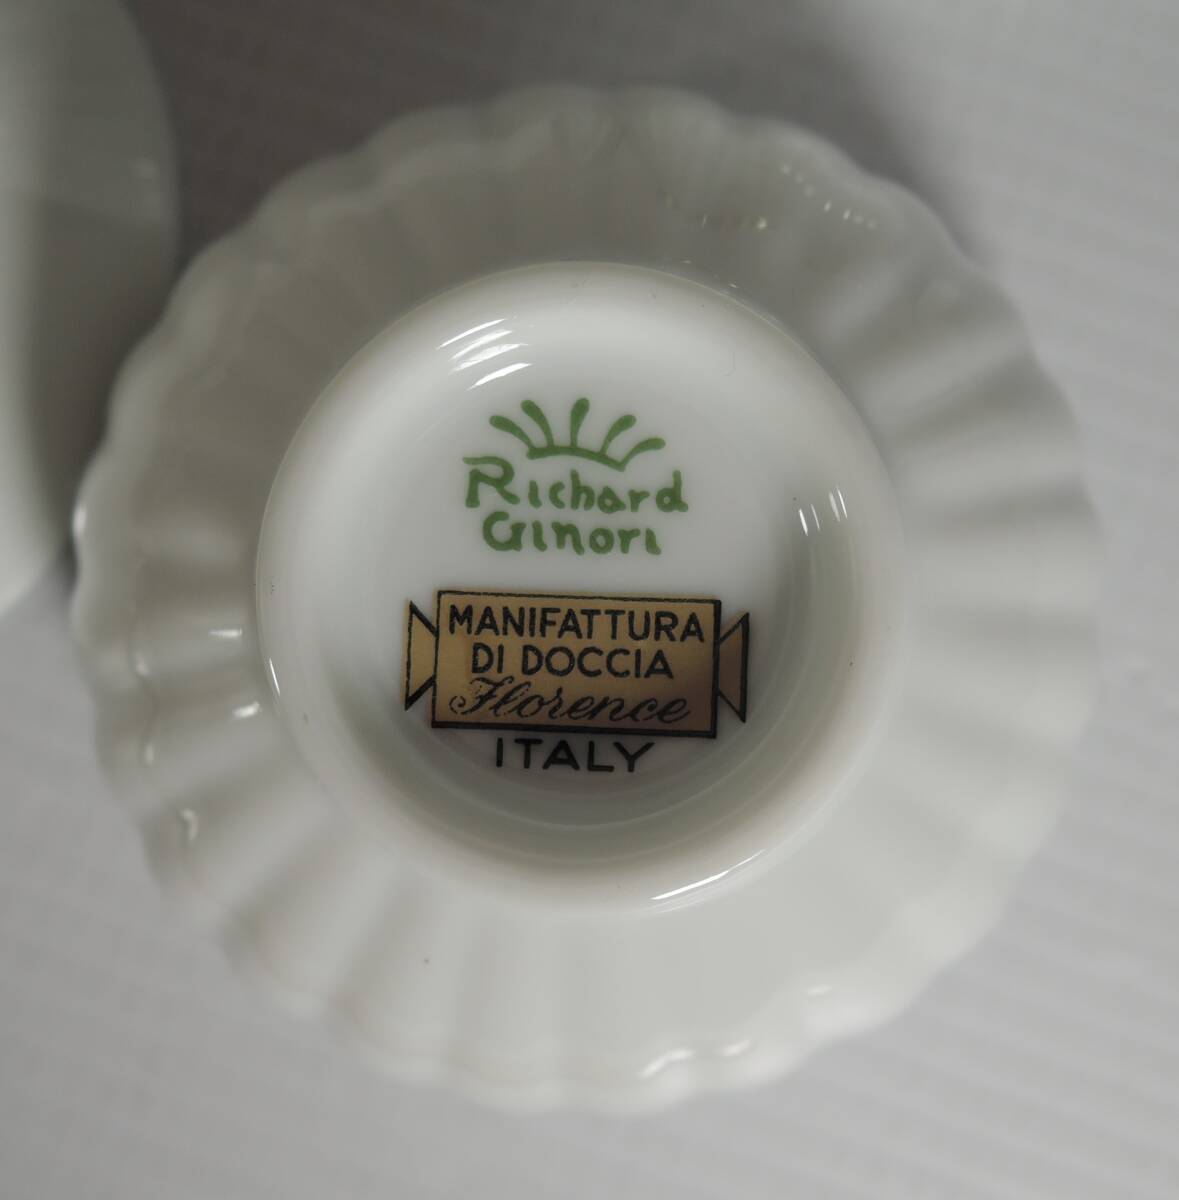 Richard
Ginori
MANIFATTURA
DI DOCCIA
Florence
ITALY